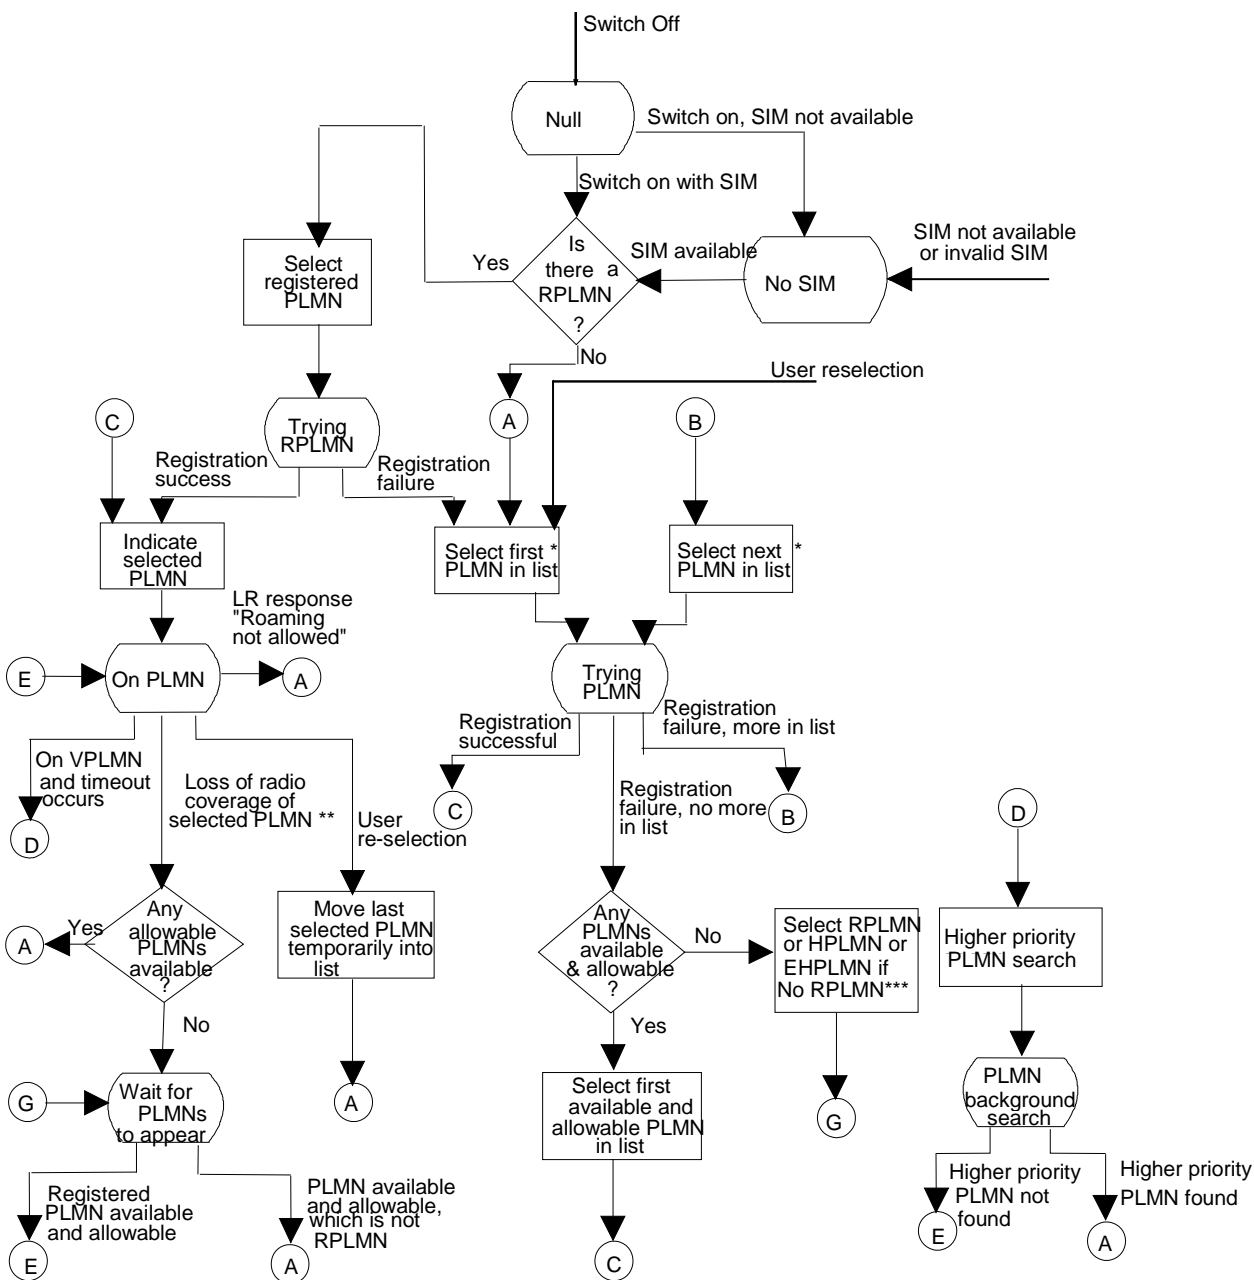 Switch Off
Null
Switch on, SIM not available
Switch on with SIM
SIM not available
or invalid SIM
Is
there a
RPLMN
?
SIM available
Yes
No SIM
Select
registered
PLMN
No
User reselection
C
Trying
RPLMN
A
B
Registration
success
Registration
failure
Indicate
selected
PLMN
Select first *
PLMN in list
Select next *
PLMN in list
LR response
"Roaming
not allowed"
E
On PLMN
A
Trying
PLMN
Registration
successful
Registration
failure, more in list
On VPLMN
and timeout
occurs
Loss of radio
coverage of
selected PLMN **
User
re-selection
Registration
failure, no more
in list
D
C
B
D
A
Yes
Any
allowable
PLMNs
available
?
Move last
selected PLMN
temporarily into
list
Any
PLMNs
available
& allowable
?
No
Select RPLMN
or HPLMN or
EHPLMN if
No RPLMN***
Higher priority
PLMN search
No
Yes
G
Wait for
PLMNs
to appear
A
Select first
available and
allowable PLMN
in list
G
PLMN
background
search
Registered
PLMN available
and allowable
PLMN available
and allowable,
which is not
RPLMN
Higher priority
PLMN not
found
Higher priority
PLMN found
E
A
C
E
A